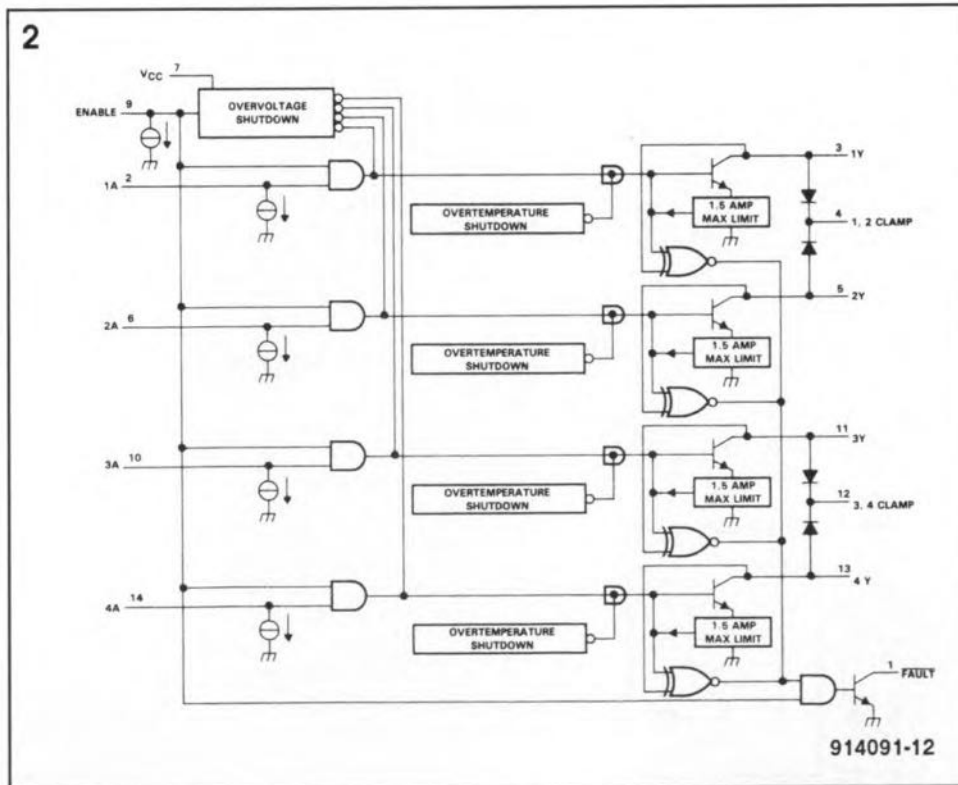 2
VCC 7
ENABLE 9
OVERVOLTAGE
SHUTDOWN
1A 2
OVERTEMPERATURE
SHUTDOWN
1.5 AMP
MAX LIMIT
3 1Y
4 1, 2 CLAMP
2A 6
OVERTEMPERATURE
SHUTDOWN
1.5 AMP
MAX LIMIT
5 2Y
3A 10
OVERTEMPERATURE
SHUTDOWN
1.5 AMP
MAX LIMIT
11 3Y
12 3, 4 CLAMP
4A 14
OVERTEMPERATURE
SHUTDOWN
1.5 AMP
MAX LIMIT
13 4 Y
1 FAULT
914091-12